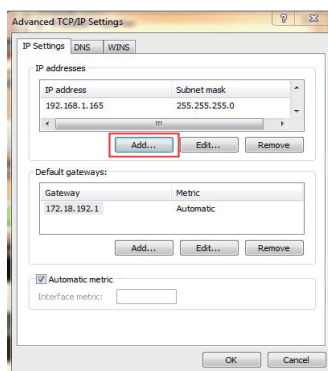 Advanced TCP/IP Settings
IP Settings DNS WINS
IP addresses
IP address Subnet mask
192.168.1.165 255.255.255.0
Add... Edit... Remove
Default gateways:
Gateway Metric
172.18.192.1 Automatic
Add... Edit... Remove
Automatic metric
Interface metric:
OK Cancel